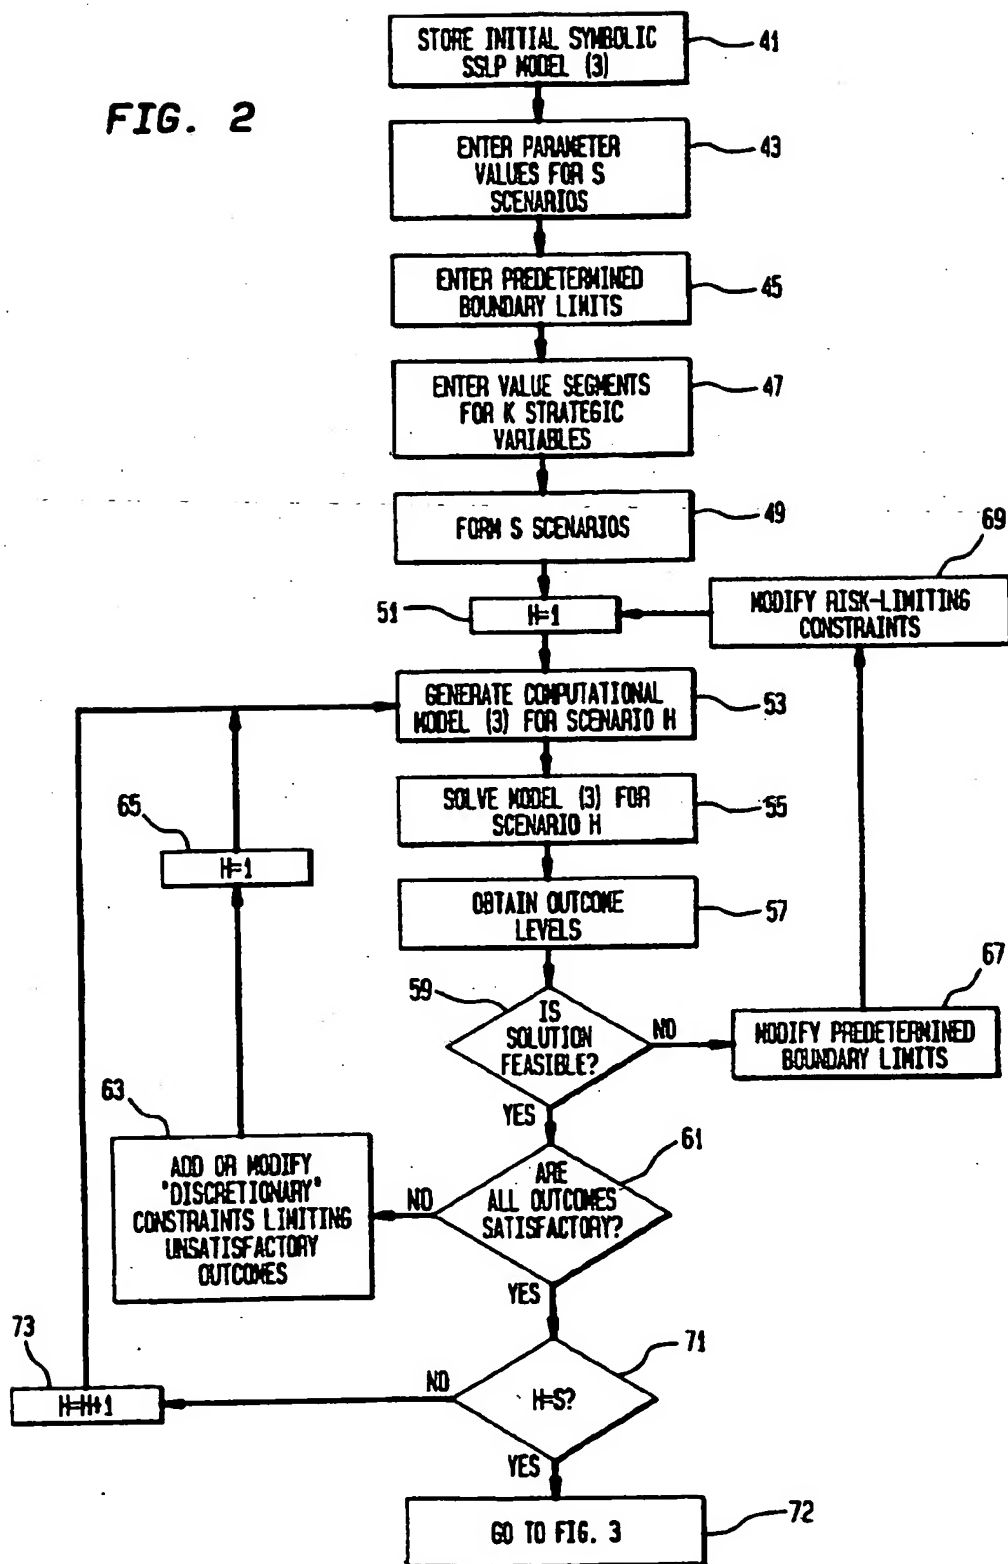 FIG. 2
STORE INITIAL SYMBOLIC
SSLP MODEL (3)
41
ENTER PARAMETER
VALUES FOR S
SCENARIOS
43
ENTER PREDETERMINED
BOUNDARY LIMITS
45
ENTER VALUE SEGMENTS
FOR K STRATEGIC
VARIABLES
47
FORM S SCENARIOS
49
51
H=1
69
MODIFY RISK-LIMITING
CONSTRAINTS
GENERATE COMPUTATIONAL
MODEL (3) FOR SCENARIO H
53
SOLVE MODEL (3) FOR
SCENARIO H
55
65
H=1
OBTAIN OUTCOME
LEVELS
57
59
IS
SOLUTION
FEASIBLE?
NO
67
MODIFY PREDETERMINED
BOUNDARY LIMITS
YES
63
ADD OR MODIFY
"DISCRETIONARY"
CONSTRAINTS LIMITING
UNSATISFACTORY
OUTCOMES
NO
61
ARE
ALL OUTCOMES
SATISFACTORY?
YES
73
H=H+1
NO
71
H=S?
YES
GO TO FIG. 3
72